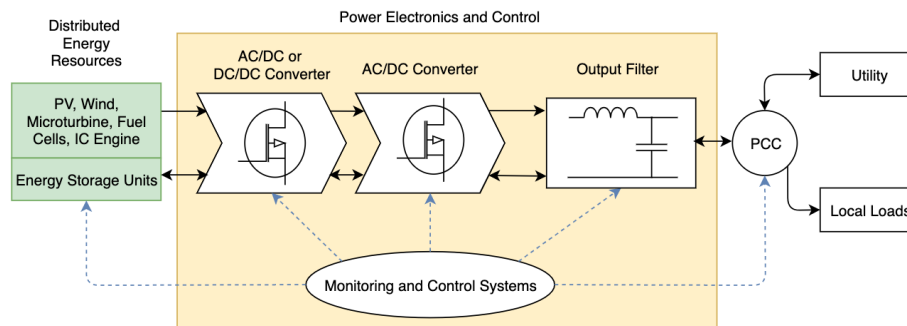 Power Electronics and Control
Distributed
Energy
Resources
AC/DC or
DC/DC Converter
AC/DC Converter
Output Filter
PV, Wind,
Microturbine, Fuel
Cells, IC Engine
Energy Storage Units
PCC
Utility
Local Loads
Monitoring and Control Systems